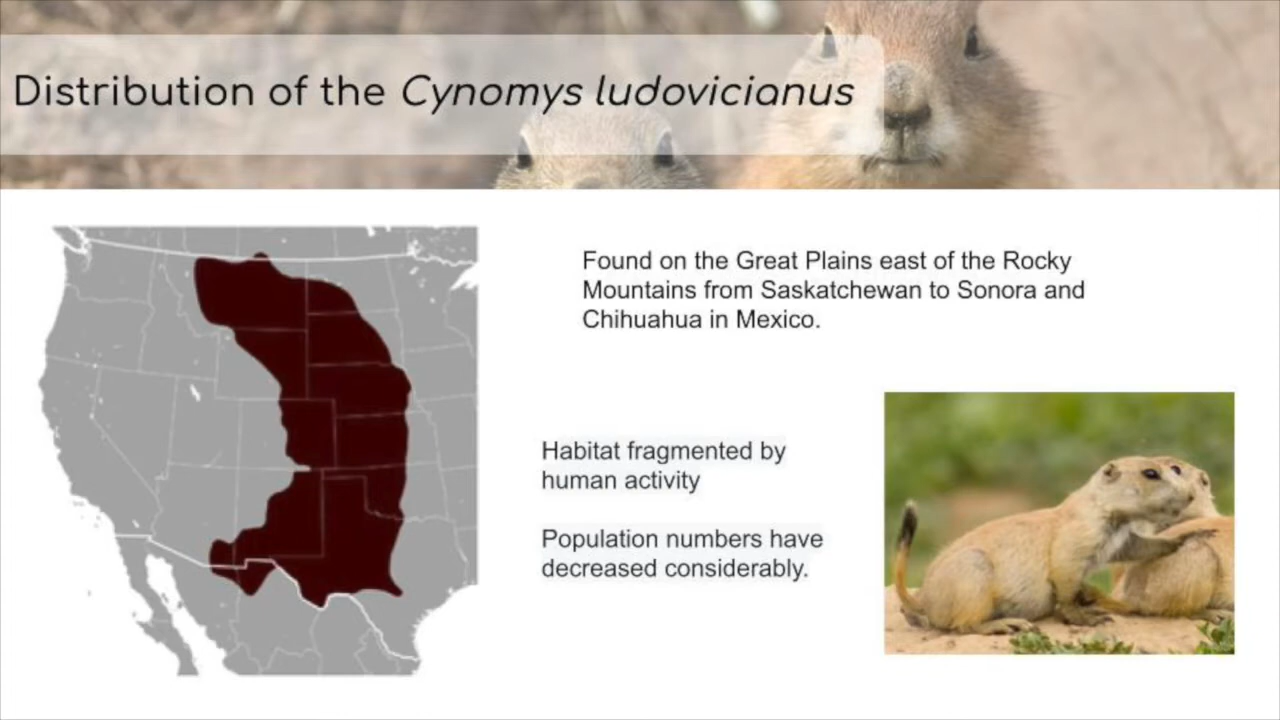 Distribution of the Cynomys ludovicianus
Found on the Great Plains east of the Rocky
Mountains from Saskatchewan to Sonora and
Chihuahua in Mexico.
Habitat fragmented by
human activity
Population numbers have
decreased considerably.